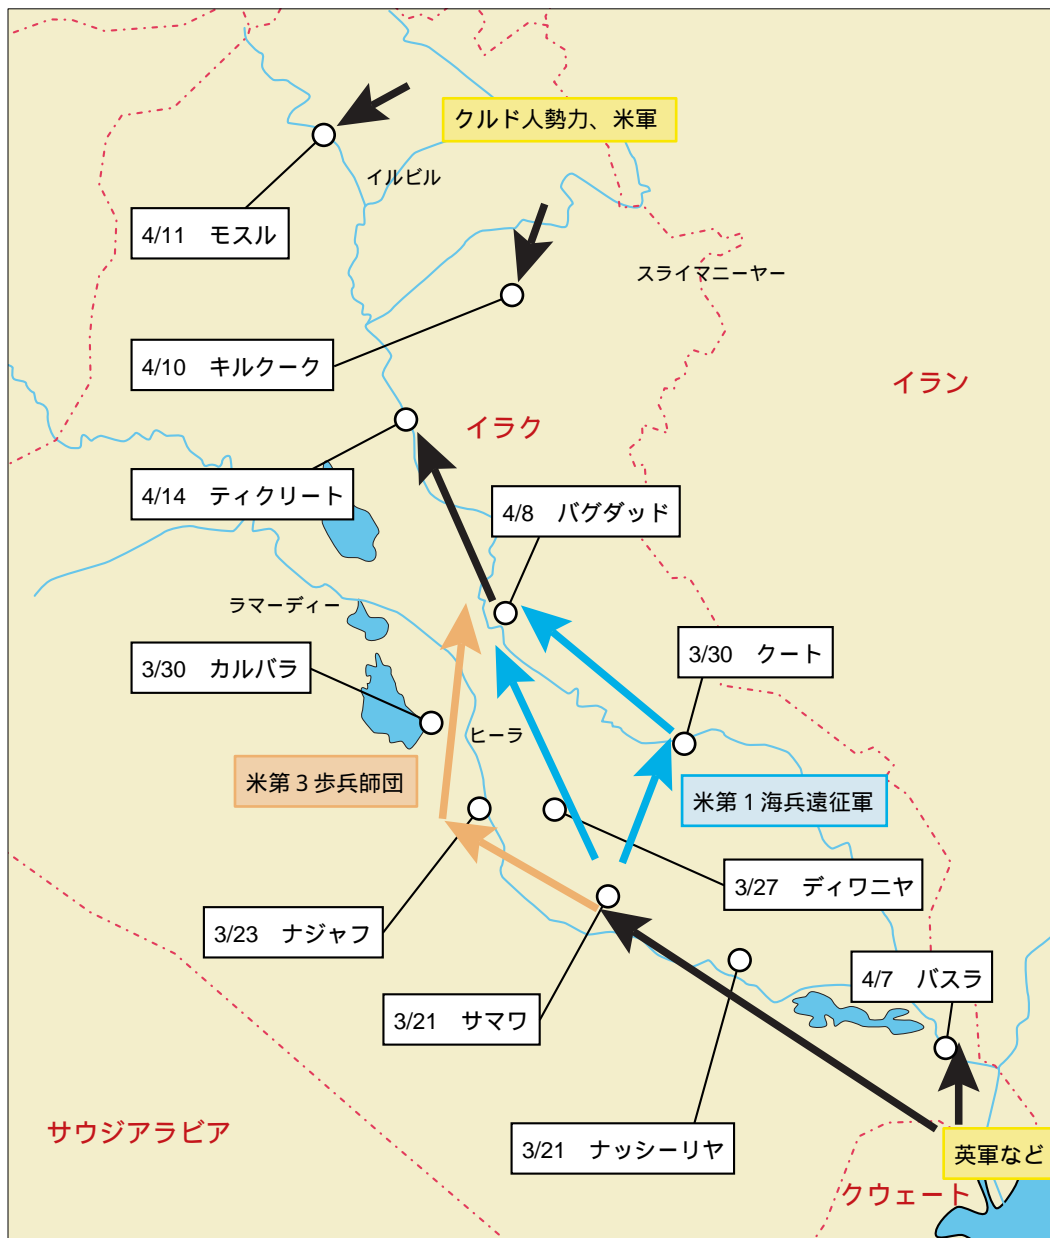 クルド人勢力、米軍
イルビル
4/11　モスル
スライマニーヤー
4/10　キルクーク
イラン
イラク
4/14　ティクリート
4/8　バグダッド
ラマーディー
3/30　カルバラ
3/30　クート
ヒーラ
米第３歩兵師団
米第１海兵遠征軍
3/27　ディワニヤ
3/23　ナジャフ
4/7　バスラ
3/21　サマワ
サウジアラビア
3/21　ナッシーリヤ
英軍など
クウェート